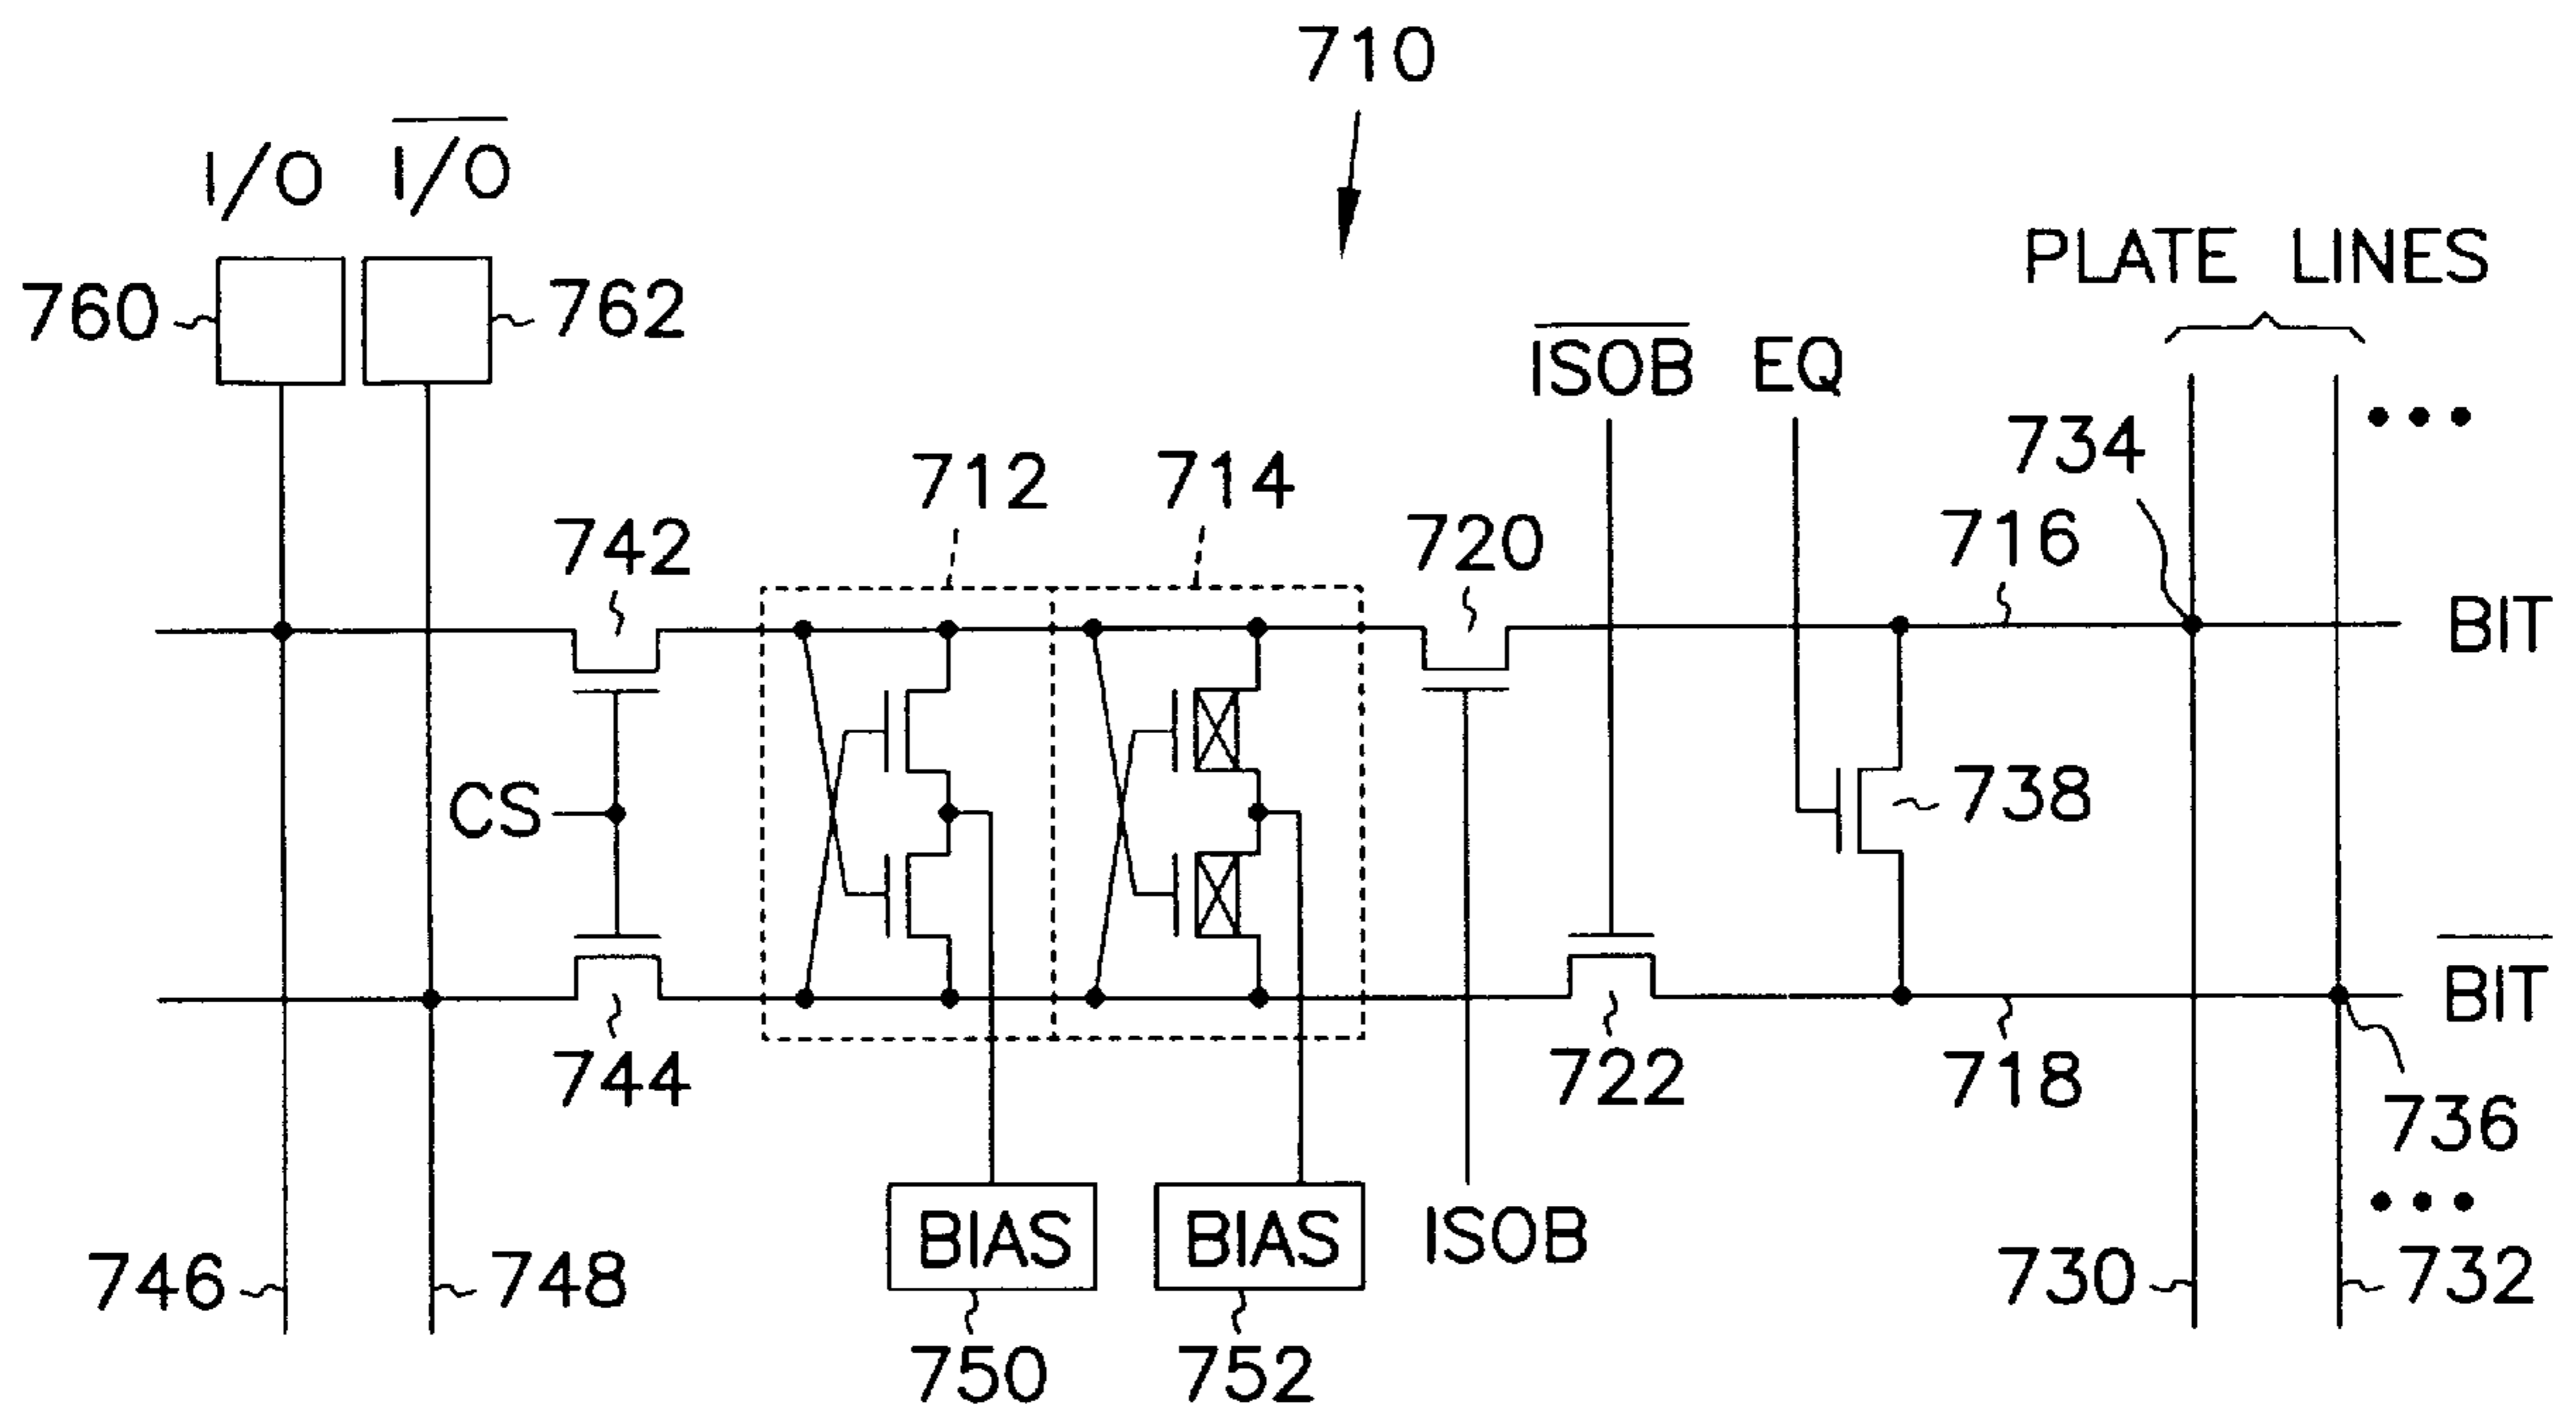 710
I/O I/O
PLATE LINES
760 762
ISOB EQ
734
712 714
742 720 716
BIT
CS 738
BIT
744 722 718
736
BIAS BIAS ISOB
746 748 730 732
750 752